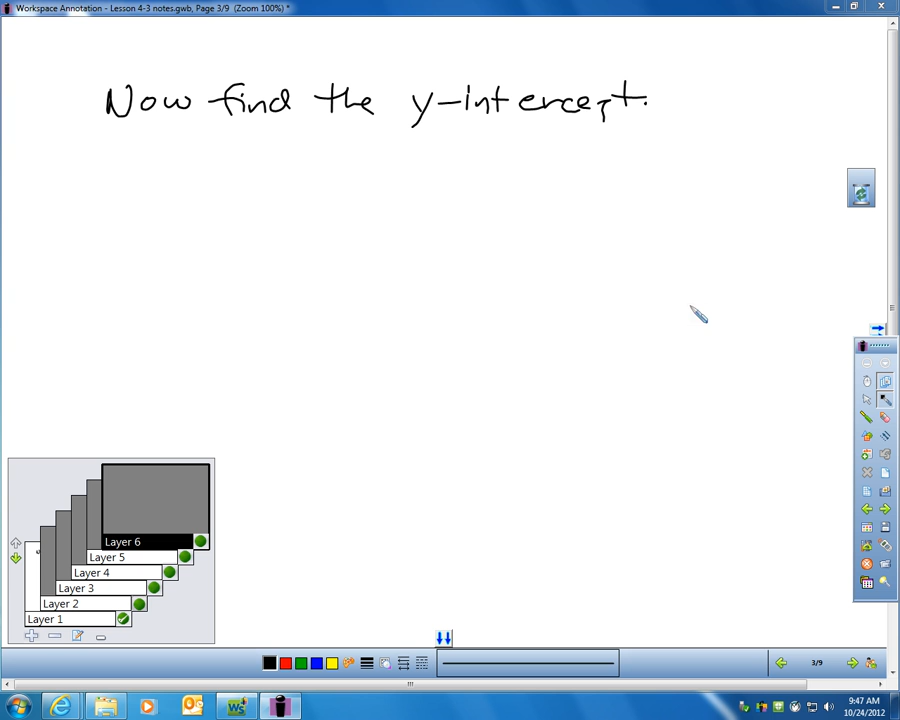 Workspace Annotation - Lesson 4-3 notes.gwb, Page 3/9 (Zoom 100%) *
Now find the y-intercept.
Layer 6
Layer 5
Layer 4
Layer 3
Layer 2
Layer 1
3/9
9:47 AM
10/24/2012